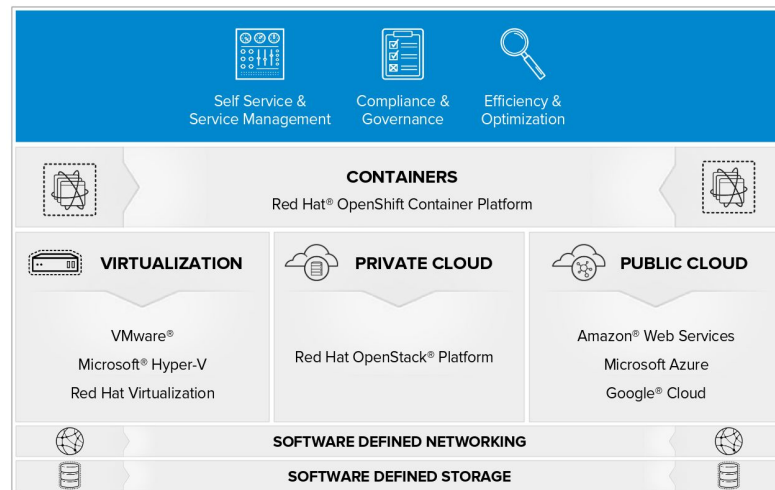 Self Service &
Service Management
Compliance &
Governance
Efficiency &
Optimization
CONTAINERS
Red Hat® OpenShift Container Platform
VIRTUALIZATION
VMware®
Microsoft® Hyper-V
Red Hat Virtualization
PRIVATE CLOUD
Red Hat OpenStack® Platform
PUBLIC CLOUD
Amazon® Web Services
Microsoft Azure
Google® Cloud
SOFTWARE DEFINED NETWORKING
SOFTWARE DEFINED STORAGE